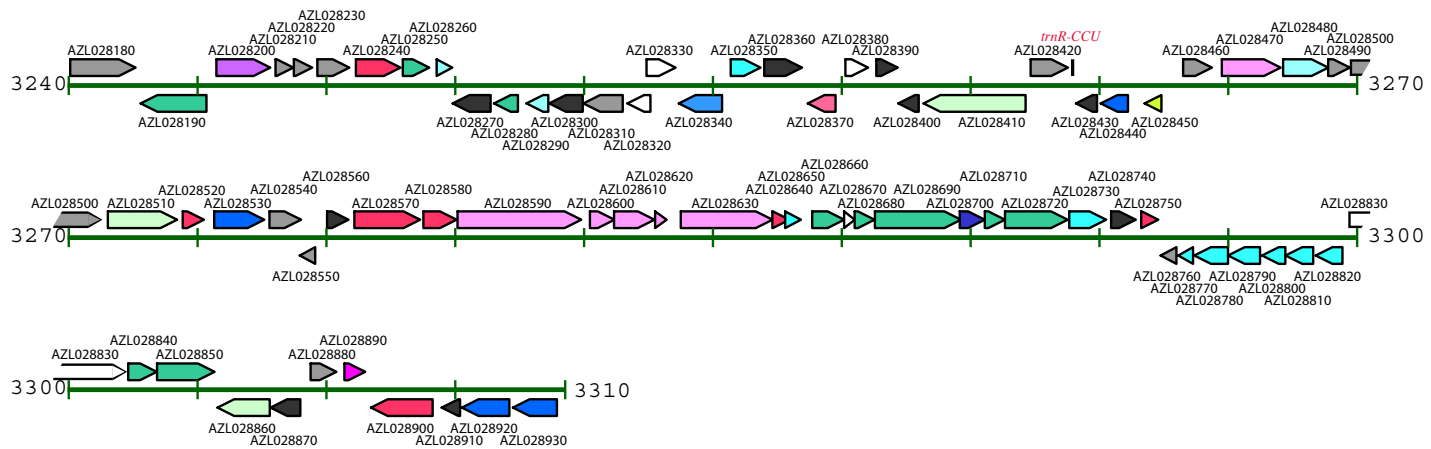 AZL028230
AZL028220 AZL028260 AZL028380 AZL028480
AZL028180 AZL028210 AZL028250 AZL028360 trnR-CCU AZL028470 AZL028500
AZL028200 AZL028240 AZL028330 AZL028350 AZL028390 AZL028420 AZL028460 AZL028490
3240 3270
AZL028190 AZL028270 AZL028300 AZL028340 AZL028370 AZL028400 AZL028410 AZL028430 AZL028450
AZL028280 AZL028310 AZL028440
AZL028290 AZL028320
AZL028660
AZL028560 AZL028620 AZL028650 AZL028710 AZL028740
AZL028520 AZL028540 AZL028580 AZL028610 AZL028640 AZL028670 AZL028690 AZL028730
AZL028500 AZL028510 AZL028530 AZL028570 AZL028590 AZL028600 AZL028630 AZL028680 AZL028700 AZL028720 AZL028750 AZL028830
3270 3300
AZL028550 AZL028760 AZL028790 AZL028820
AZL028770 AZL028800
AZL028780 AZL028810
AZL028840 AZL028890
AZL028830 AZL028850 AZL028880
3300 3310
AZL028860 AZL028900 AZL028920
AZL028870 AZL028910 AZL028930